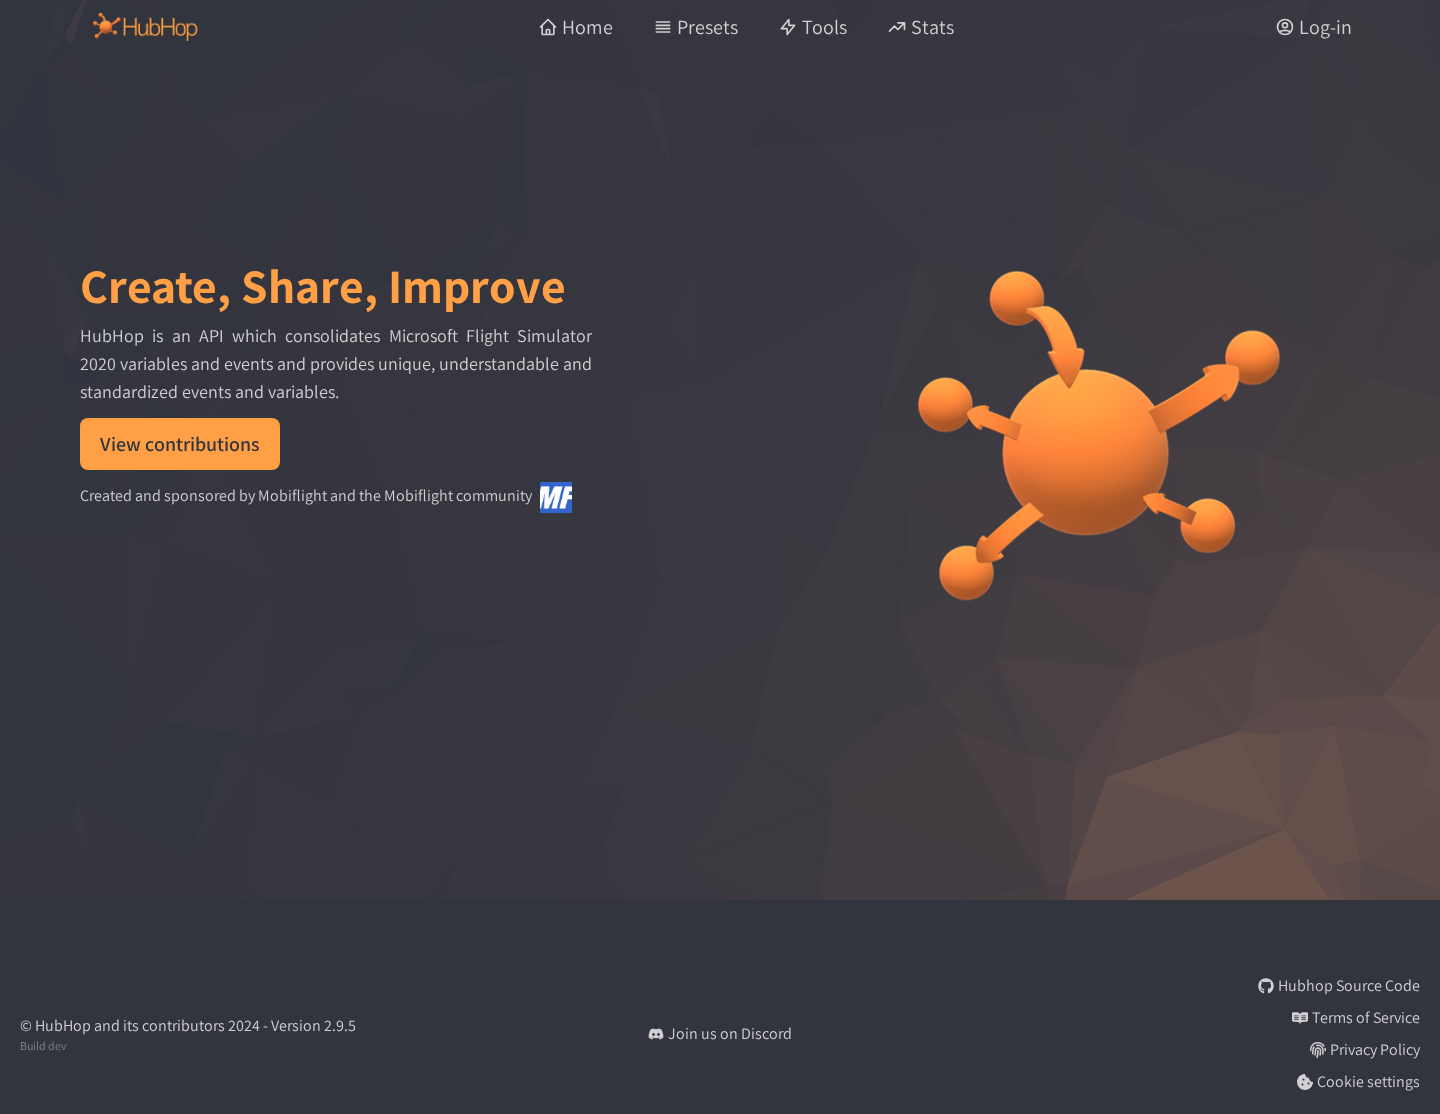 HubHop
Home
Presets
Tools
Stats
Log-in
Create, Share, Improve
HubHop is an API which consolidates Microsoft Flight Simulator
2020 variables and events and provides unique, understandable and
standardized events and variables.
View contributions
Created and sponsored by Mobiflight and the Mobiflight community
MF
Hubhop Source Code
© HubHop and its contributors 2024 - Version 2.9.5
Build dev
Join us on Discord
Terms of Service
Privacy Policy
Cookie settings